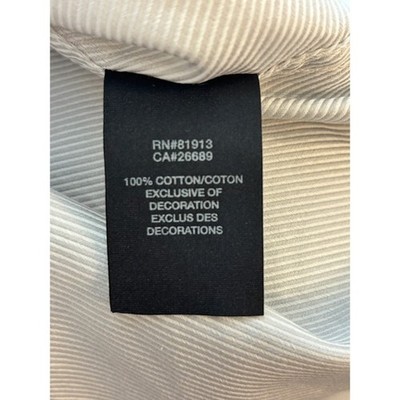 RN#81913
CA#26689
100% COTTON/COTON
EXCLUSIVE OF
DECORATION
EXCLUS DES
DECORATIONS